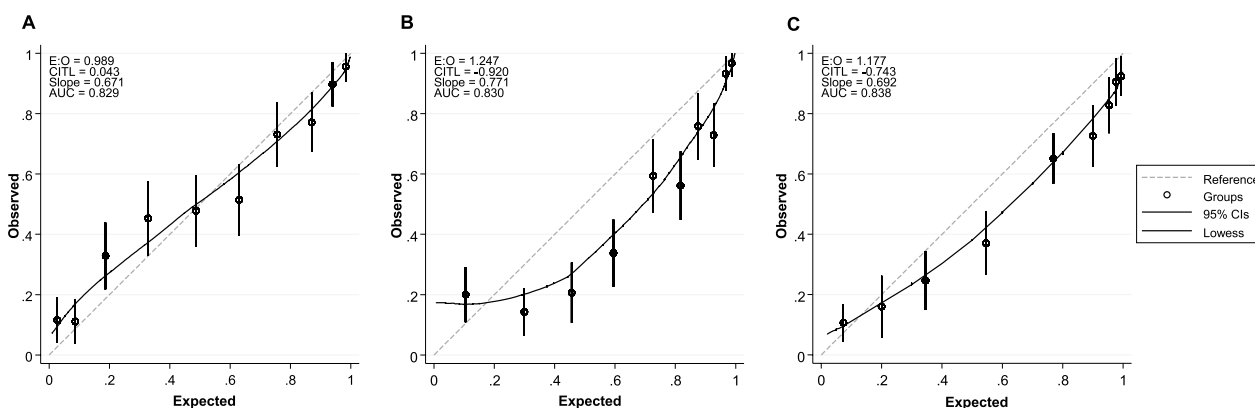 A
E:O = 0.989
CITL = 0.043
Slope = 0.671
AUC = 0.829
Observed
1
.8
.6
.4
.2
0
0 .2 .4 .6 .8 1
Expected
B
E:O = 1.247
CITL = -0.920
Slope = 0.771
AUC = 0.830
Observed
1
.8
.6
.4
.2
0
0 .2 .4 .6 .8 1
Expected
C
E:O = 1.177
CITL = -0.743
Slope = 0.692
AUC = 0.838
Observed
1
.8
.6
.4
.2
0
0 .2 .4 .6 .8 1
Expected
Reference
Groups
95% CIs
Lowess